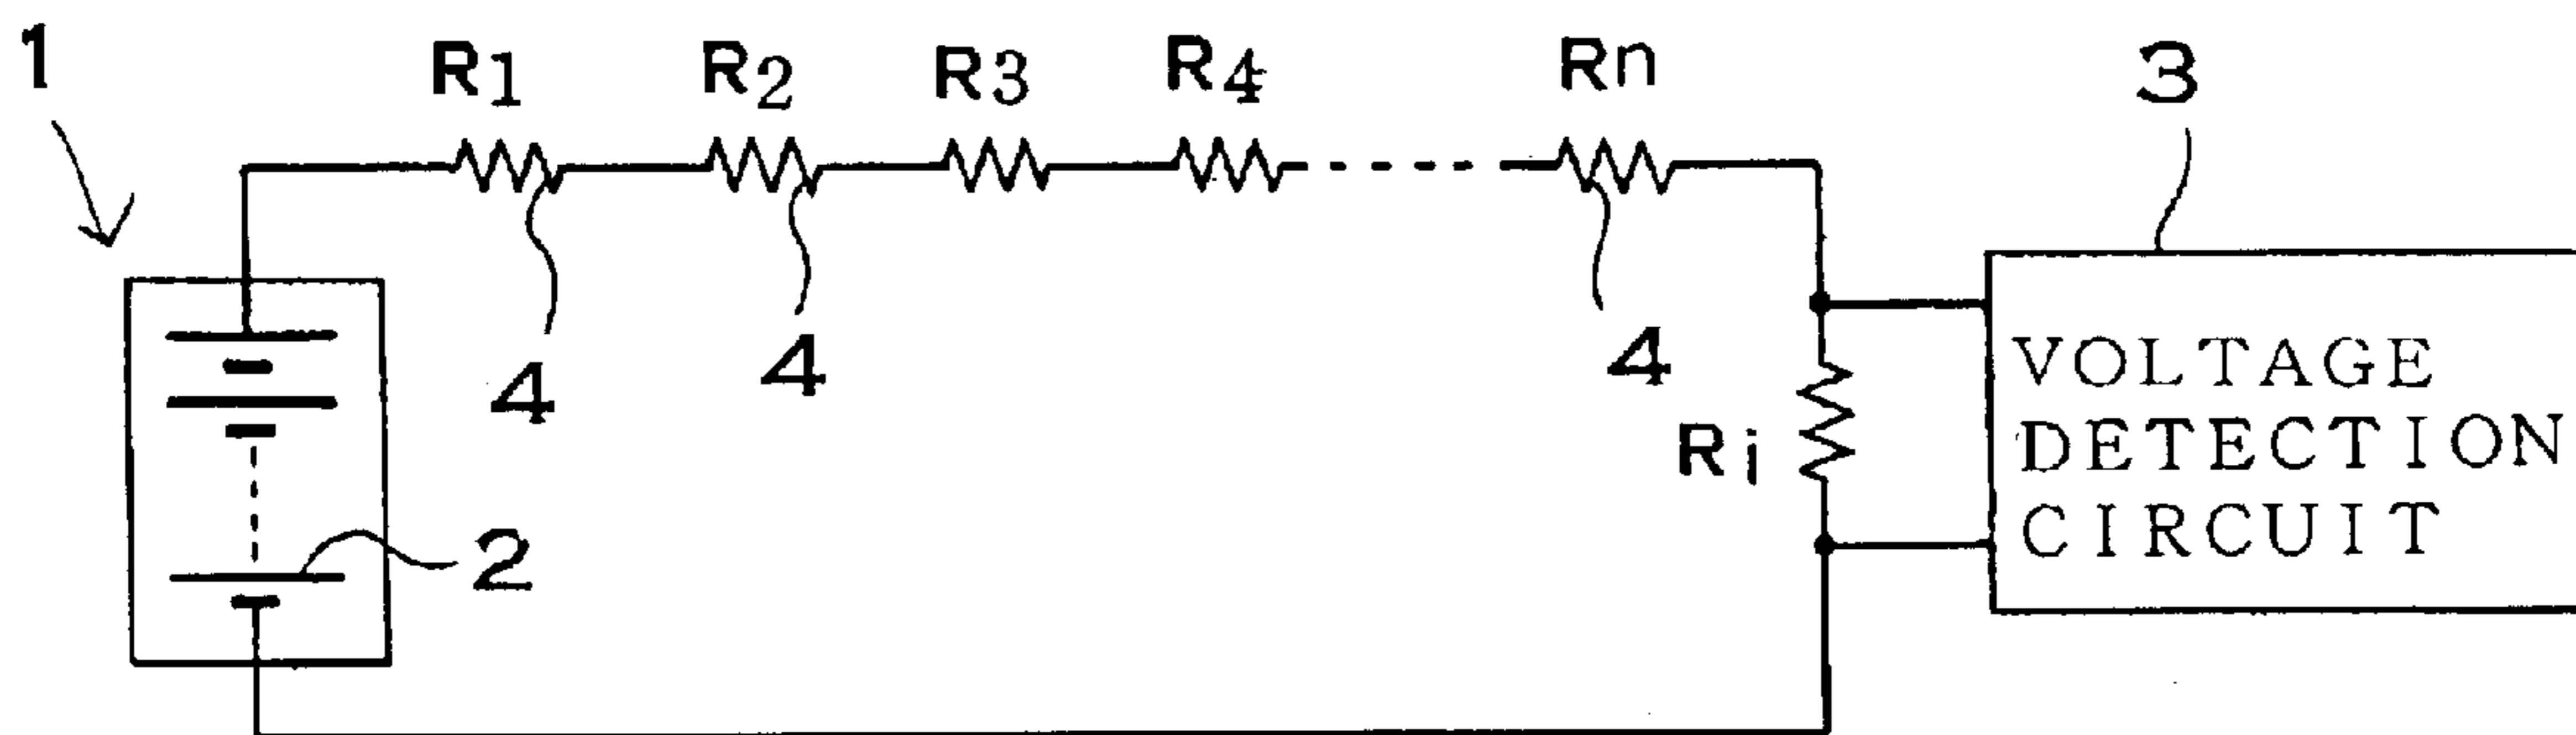 1
R1 R2 R3 R4 Rn
3
4 4 4
Ri
2
VOLTAGE
DETECTION
CIRCUIT